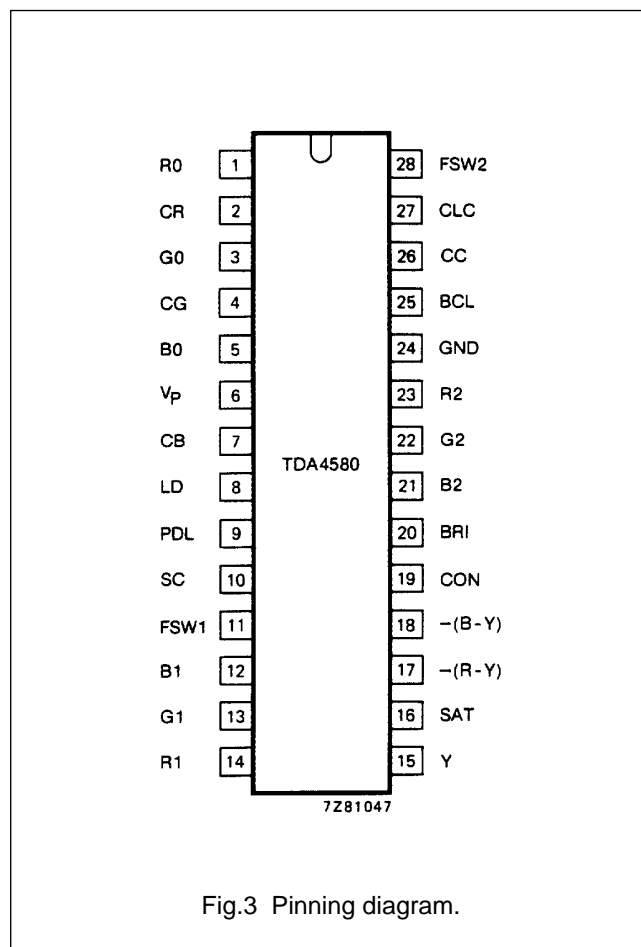 R0 1 28 FSW2
CR 2 27 CLC
G0 3 26 CC
CG 4 25 BCL
B0 5 24 GND
VP 6 23 R2
CB 7 22 G2
TDA4580
LD 8 21 B2
PDL 9 20 BRI
SC 10 19 CON
FSW1 11 18 −(B-Y)
B1 12 17 −(R-Y)
G1 13 16 SAT
R1 14 15 Y
7Z81047
Fig.3 Pinning diagram.